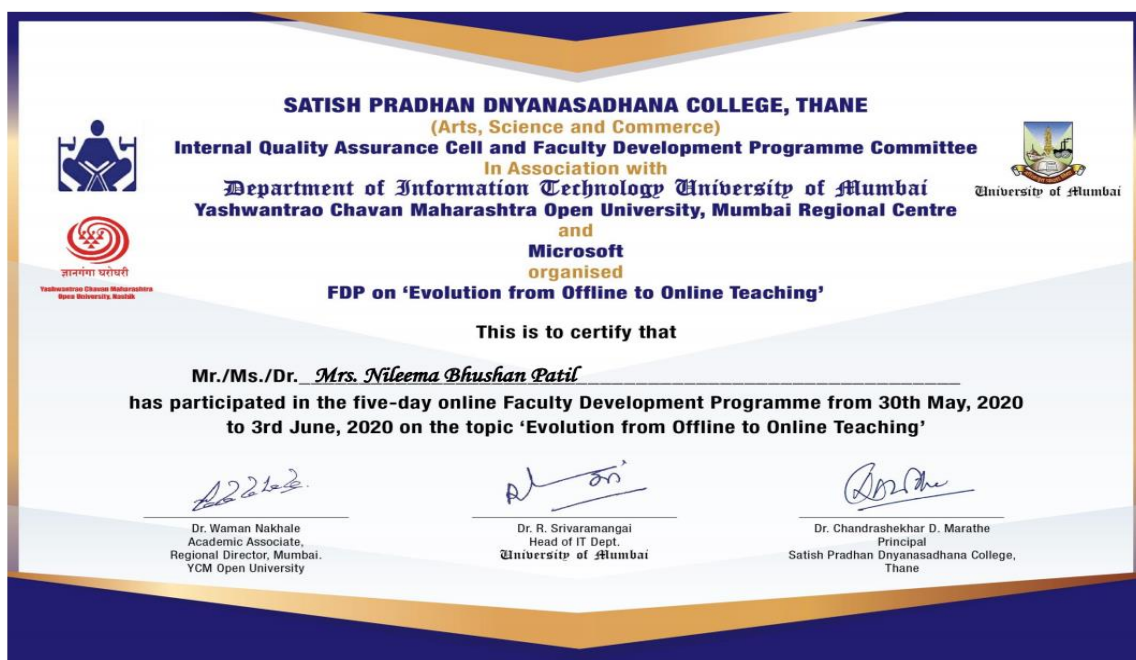 SATISH PRADHAN DNYANASADHANA COLLEGE, THANE
(Arts, Science and Commerce)
Internal Quality Assurance Cell and Faculty Development Programme Committee
In Association with
Department of Information Technology University of Mumbai
University of Mumbai
Yashwantrao Chavan Maharashtra Open University, Mumbai Regional Centre
and
Microsoft
organised
FDP on ‘Evolution from Offline to Online Teaching’
ज्ञानगंगा घरोघरी
Yashwantrao Chavan Maharashtra
Open University, Nashik
This is to certify that
Mr./Ms./Dr. Mrs. Nileema Bhushan Patil
has participated in the five-day online Faculty Development Programme from 30th May, 2020
to 3rd June, 2020 on the topic ‘Evolution from Offline to Online Teaching’
Dr. Waman Nakhale
Academic Associate,
Regional Director, Mumbai.
YCM Open University
Dr. R. Srivaramangai
Head of IT Dept.
University of Mumbai
Dr. Chandrashekhar D. Marathe
Principal
Satish Pradhan Dnyanasadhana College,
Thane